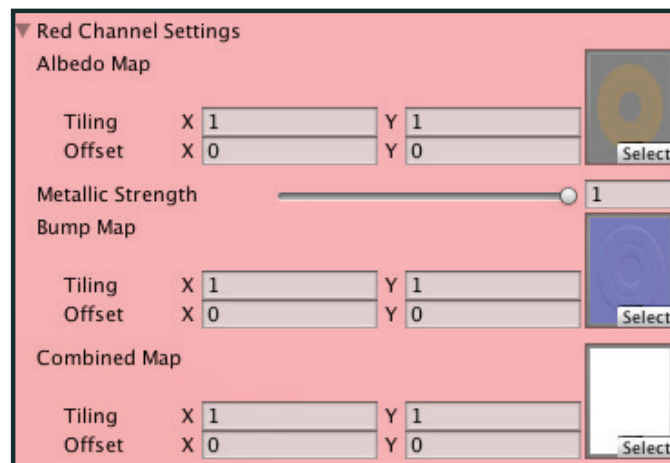 Red Channel Settings
Albedo Map
Tiling X 1 Y 1
Offset X 0 Y 0 Select
Metallic Strength 1
Bump Map
Tiling X 1 Y 1
Offset X 0 Y 0 Select
Combined Map
Tiling X 1 Y 1
Offset X 0 Y 0 Select